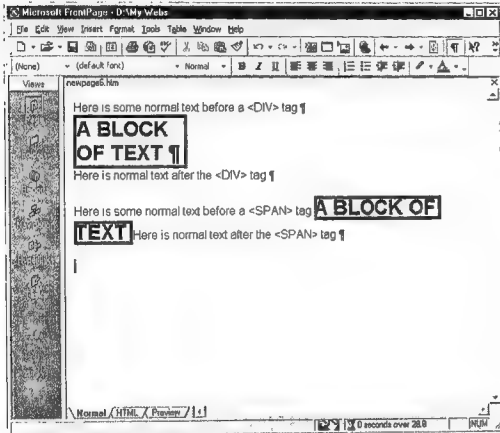 Microsoft FrontPage - D:\My Webs
File Edit View Insert Format Tools Table Window Help
(None) (default font) Normal B I U A
Views newpage6.htm
Here is some normal text before a <DIV> tag ¶
A BLOCK
OF TEXT ¶
Here is normal text after the <DIV> tag ¶
Here is some normal text before a <SPAN> tag A BLOCK OF
TEXT Here is normal text after the <SPAN> tag ¶
Normal HTML Preview
0 seconds over 28.8 NUM